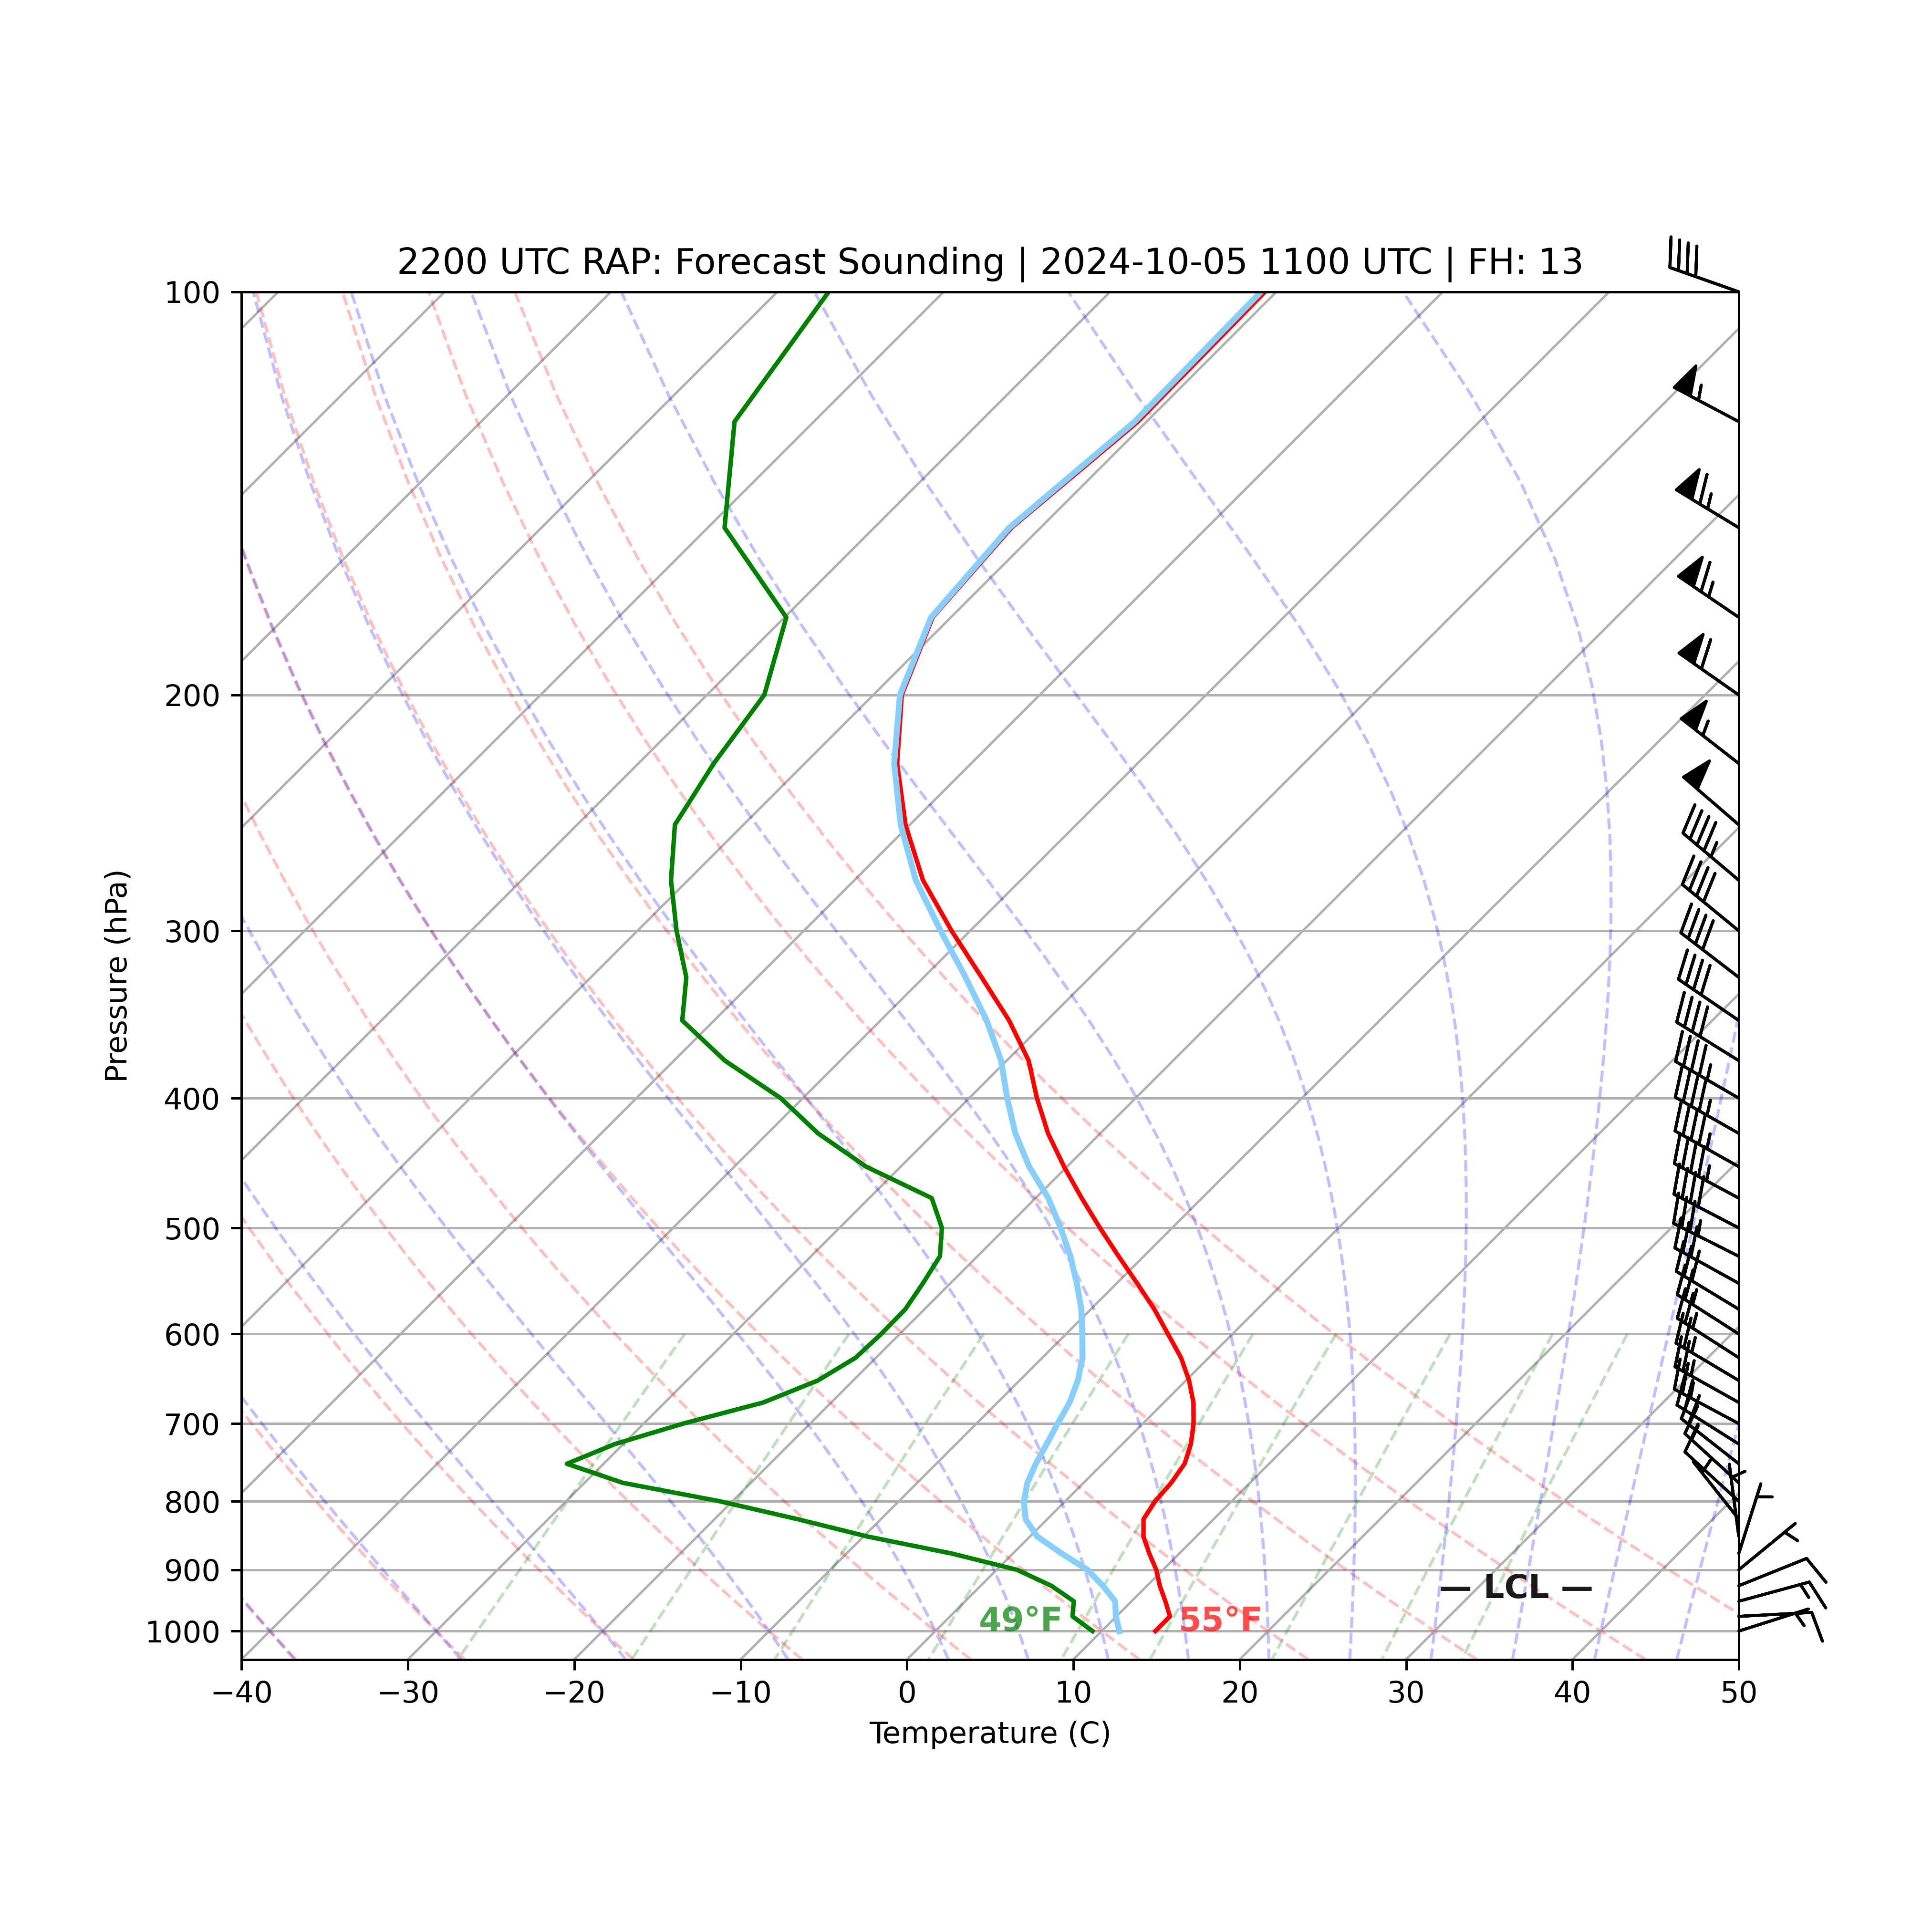 2200 UTC RAP: Forecast Sounding | 2024-10-05 1100 UTC | FH: 13
100
200
300
400
500
600
700
800
900
1000
Pressure (hPa)
— LCL —
49°F
55°F
−40 −30 −20 −10 0 10 20 30 40 50
Temperature (C)